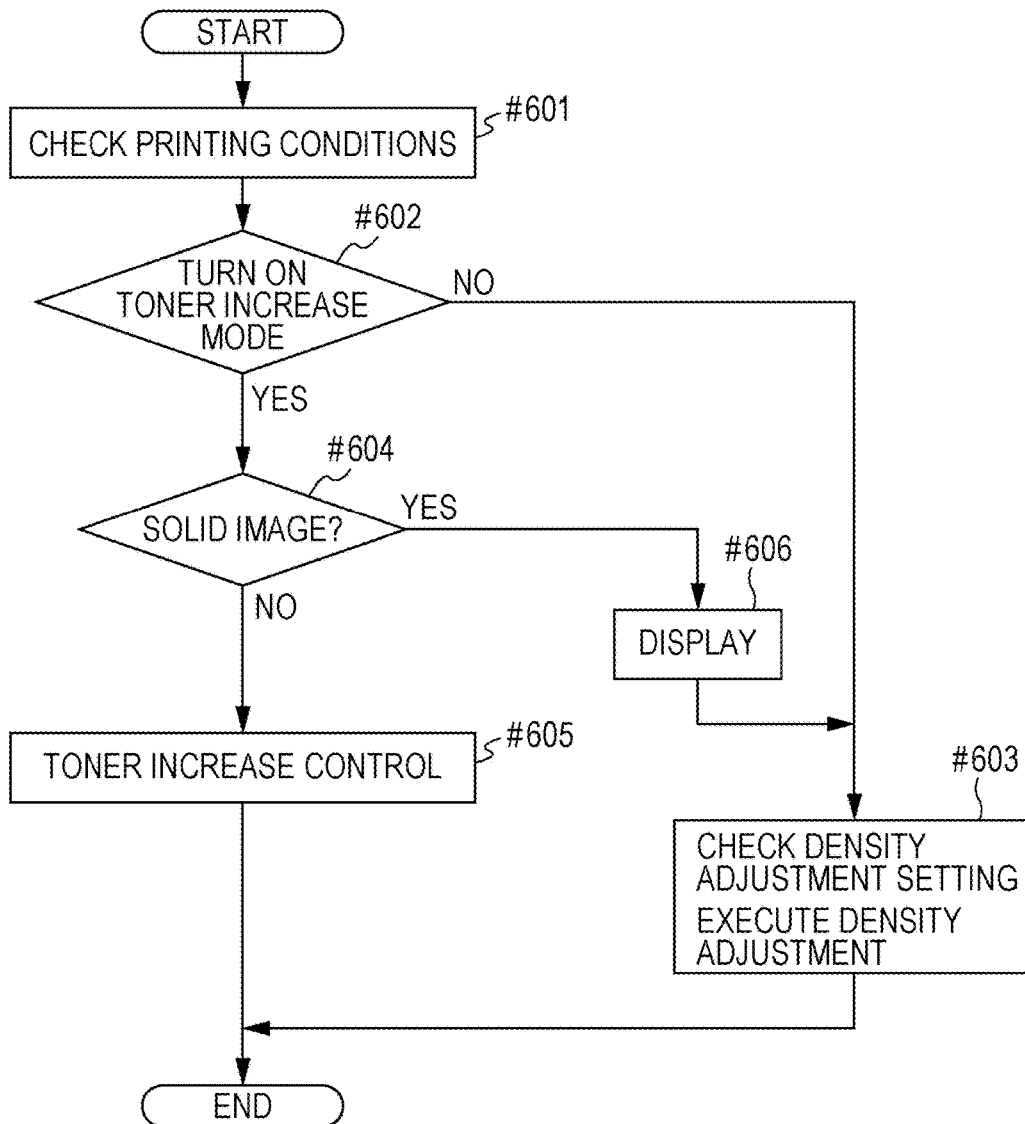 START
CHECK PRINTING CONDITIONS
#601
#602
TURN ON
TONER INCREASE
MODE
NO
YES
#604
SOLID IMAGE?
YES
NO
#606
DISPLAY
TONER INCREASE CONTROL
#605
#603
CHECK DENSITY
ADJUSTMENT SETTING
EXECUTE DENSITY
ADJUSTMENT
END